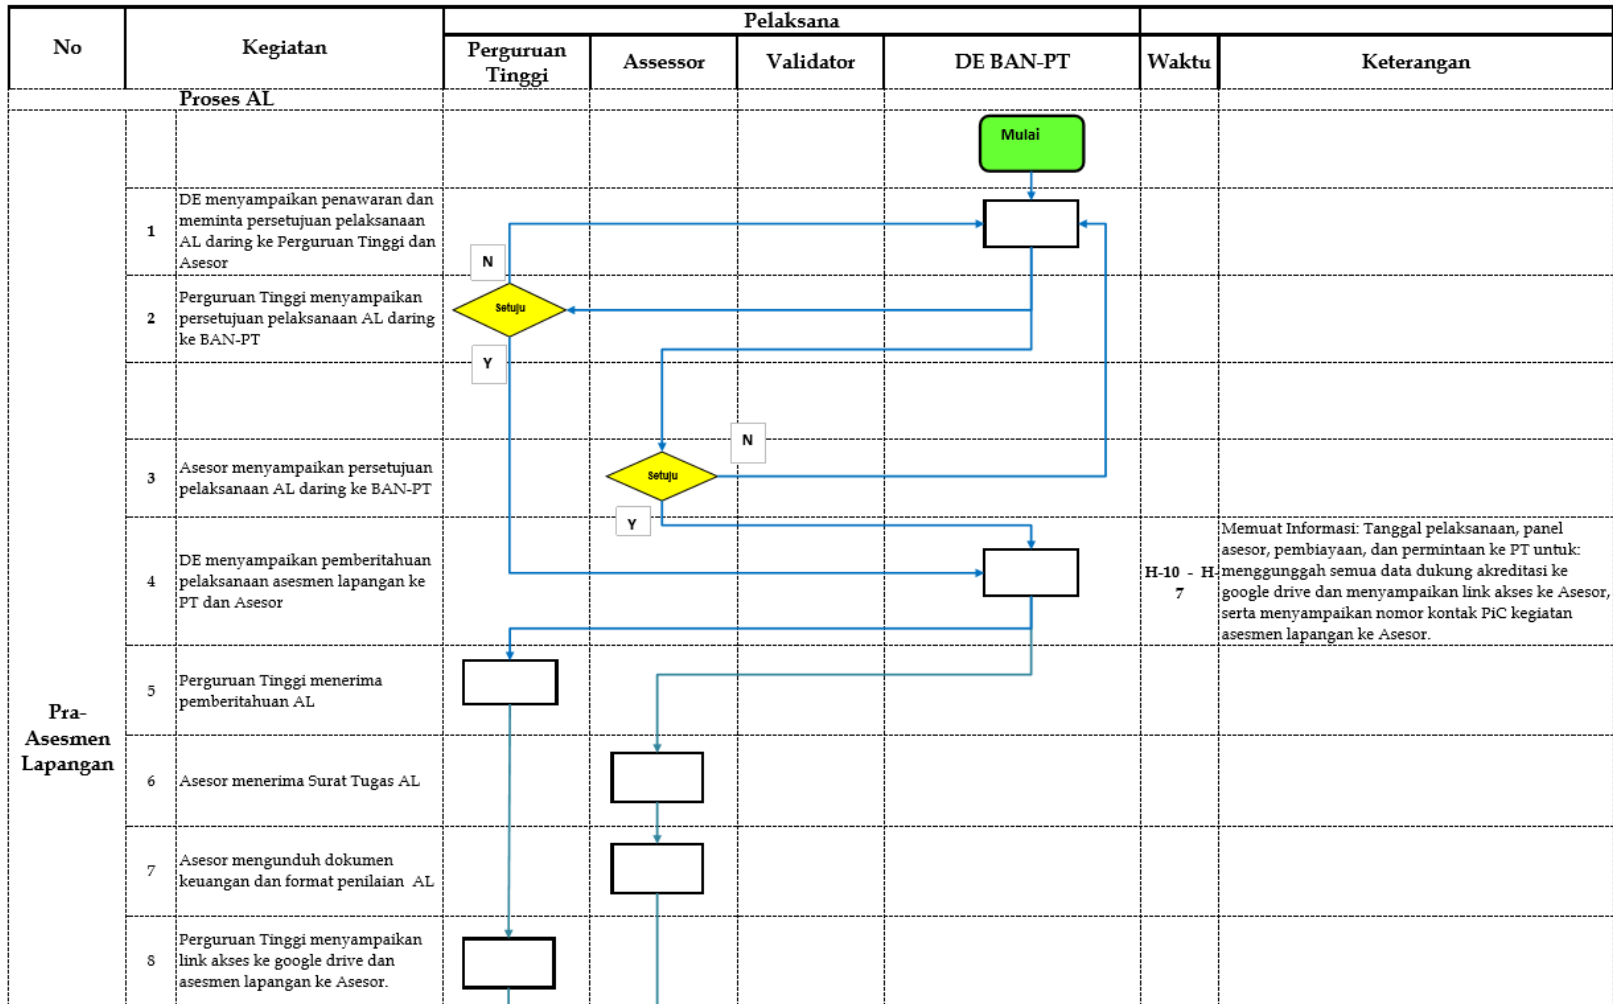 Pelaksana
No
Kegiatan
Perguruan
Tinggi
Assessor
Validator
DE BAN-PT
Waktu
Keterangan
Proses AL
Mulai
1
DE menyampaikan penawaran dan
meminta persetujuan pelaksanaan
AL daring ke Perguruan Tinggi dan
Asesor
N
2
Perguruan Tinggi menyampaikan
persetujuan pelaksanaan AL daring
ke BAN-PT
Setuju
Y
N
3
Asesor menyampaikan persetujuan
pelaksanaan AL daring ke BAN-PT
Setuju
Y
4
DE menyampaikan pemberitahuan
pelaksanaan asesmen lapangan ke
PT dan Asesor
H-10 - H-
7
Memuat Informasi: Tanggal pelaksanaan, panel
asesor, pembiayaan, dan permintaan ke PT untuk:
menggunggah semua data dukung akreditasi ke
google drive dan menyampaikan link akses ke Asesor,
serta menyampaikan nomor kontak PiC kegiatan
asesmen lapangan ke Asesor.
Pra-
Asesmen
Lapangan
5
Perguruan Tinggi menerima
pemberitahuan AL
6
Asesor menerima Surat Tugas AL
7
Asesor mengunduh dokumen
keuangan dan format penilaian AL
8
Perguruan Tinggi menyampaikan
link akses ke google drive dan
asesmen lapangan ke Asesor.